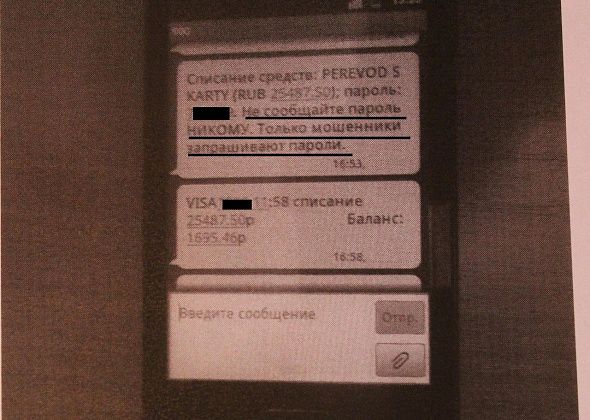 900
Списание средств: PEREVOD S
KARTY (RUB 25487.50); пароль:
Не сообщайте пароль
НИКОМУ. Только мошенники
запрашивают пароли.
16:53,
VISA 11:58 списание
25487.50р Баланс:
1695.46р
16:58,
Введите сообщение
Отпр.